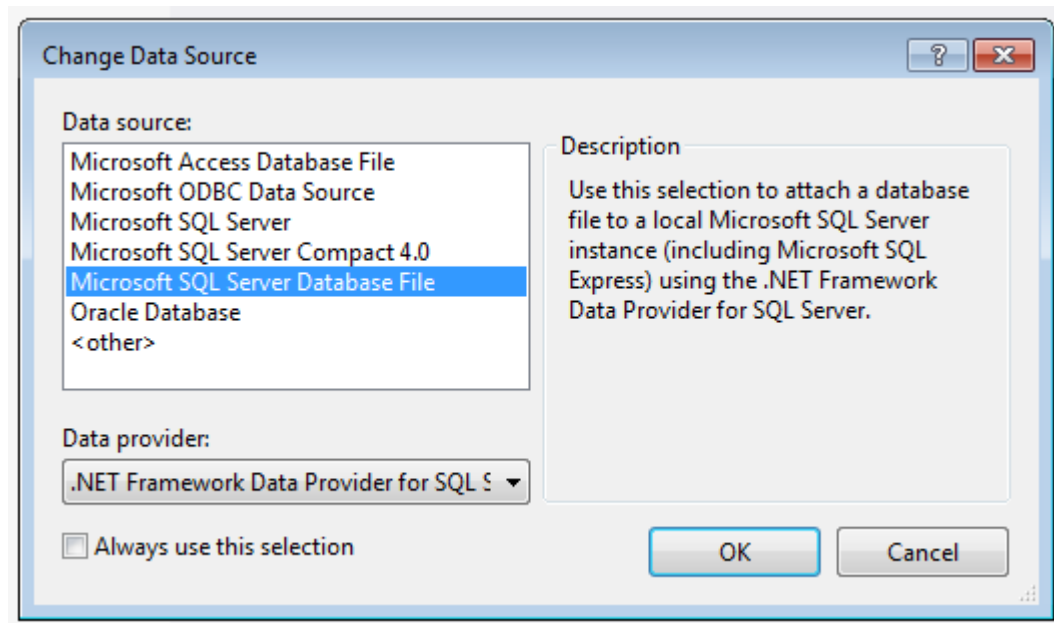 Change Data Source
Data source:
Microsoft Access Database File
Microsoft ODBC Data Source
Microsoft SQL Server
Microsoft SQL Server Compact 4.0
Microsoft SQL Server Database File
Oracle Database
<other>
Description
Use this selection to attach a database
file to a local Microsoft SQL Server
instance (including Microsoft SQL
Express) using the .NET Framework
Data Provider for SQL Server.
Data provider:
.NET Framework Data Provider for SQL S
Always use this selection
OK
Cancel